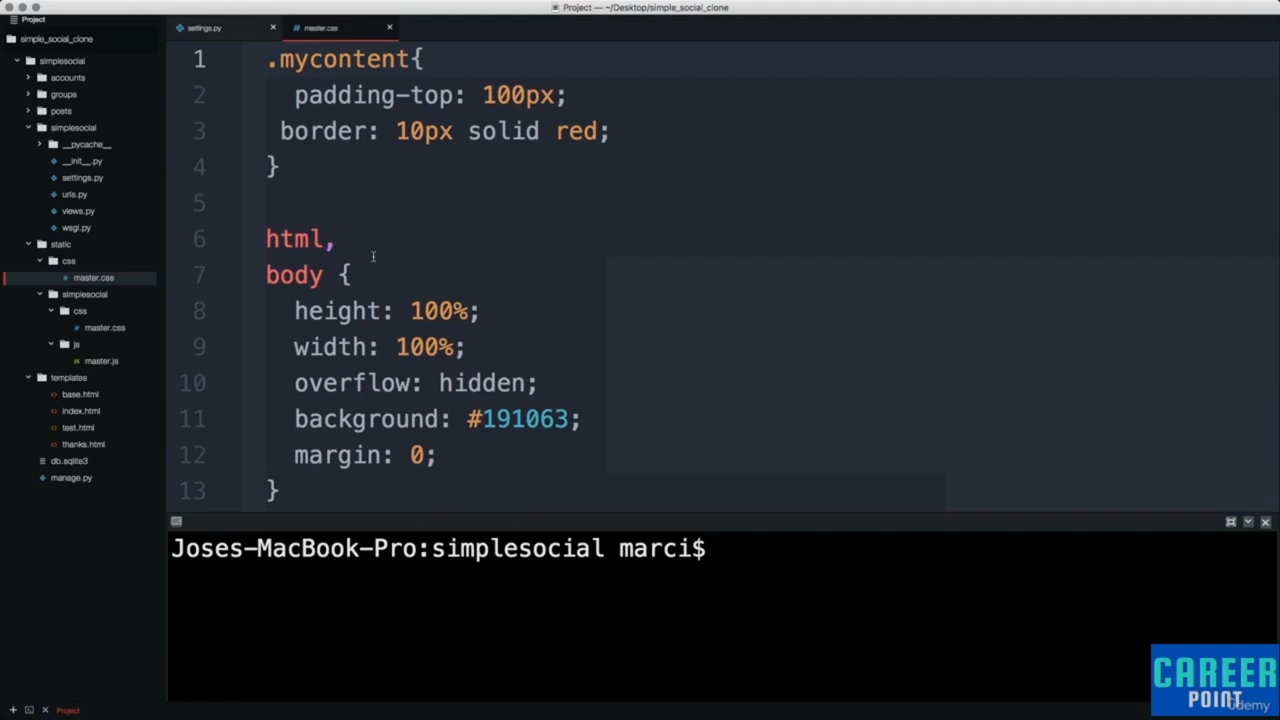 Project — ~/Desktop/simple_social_clone
Project
simple_social_clone
simplesocial
accounts
groups
posts
simplesocial
__pycache__
__init__.py
settings.py
urls.py
views.py
wsgi.py
static
css
master.css
simplesocial
css
master.css
js
master.js
templates
base.html
index.html
test.html
thanks.html
db.sqlite3
manage.py
Project
settings.py
master.css
1 .mycontent{
2 padding-top: 100px;
3 border: 10px solid red;
4 }
5
6 html,
7 body {
8 height: 100%;
9 width: 100%;
10 overflow: hidden;
11 background: #191063;
12 margin: 0;
13 }
Joses-MacBook-Pro:simplesocial marci$
CAREER
POINT
Udemy